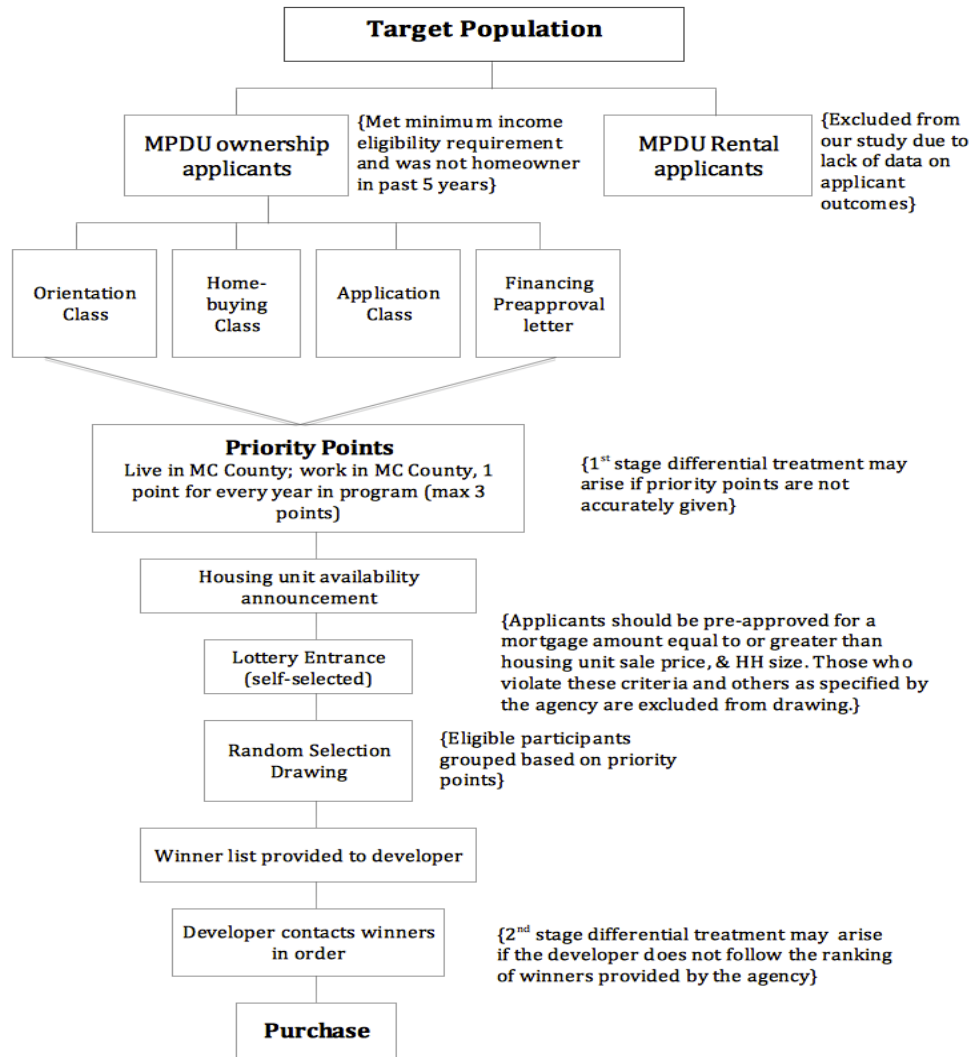 Target Population
MPDU ownership
applicants
{Met minimum income
eligibility requirement
and was not homeowner
in past 5 years}
MPDU Rental
applicants
{Excluded from
our study due to
lack of data on
applicant
outcomes}
Orientation
Class
Home-
buying
Class
Application
Class
Financing
Preapproval
letter
Priority Points
Live in MC County; work in MC County, 1
point for every year in program (max 3
points)
{1st stage differential treatment may
arise if priority points are not
accurately given}
Housing unit availability
announcement
Lottery Entrance
(self-selected)
{Applicants should be pre-approved for a
mortgage amount equal to or greater than
housing unit sale price, & HH size. Those who
violate these criteria and others as specified by
the agency are excluded from drawing.}
Random Selection
Drawing
{Eligible participants
grouped based on priority
points}
Winner list provided to developer
Developer contacts winners
in order
{2nd stage differential treatment may arise
if the developer does not follow the ranking
of winners provided by the agency}
Purchase